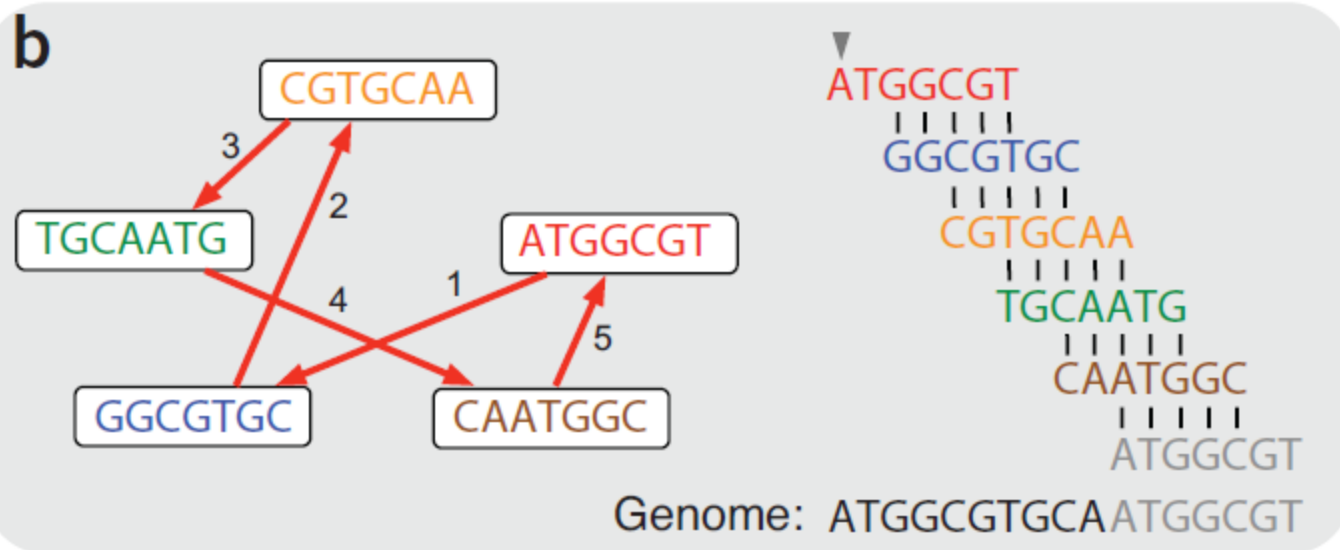 b
CGTGCAA
3
2
TGCAATG
ATGGCGT
1
4
5
GGCGTGC
CAATGGC
ATGGCGT
GGCGTGC
CGTGCAA
TGCAATG
CAATGGC
ATGGCGT
Genome: ATGGCGTGCAATGGCGT